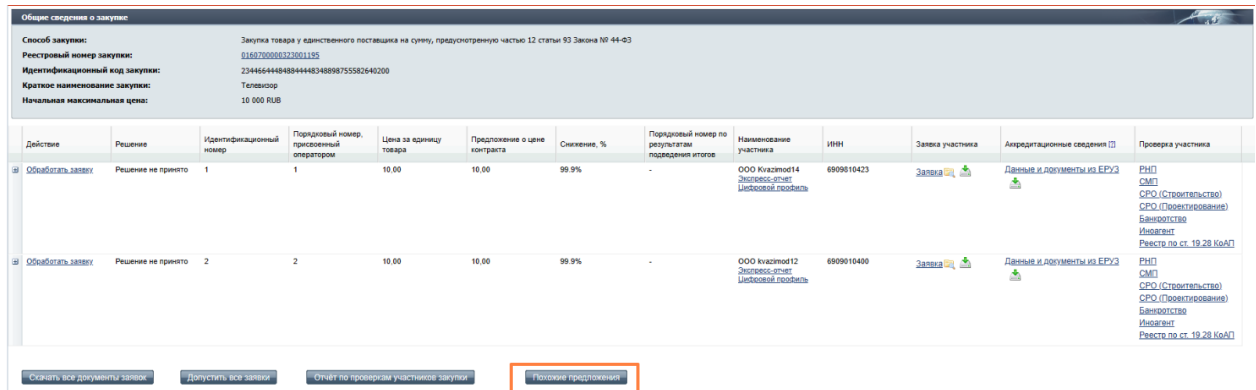 Общие сведения о закупке
Способ закупки: Закупка товара у единственного поставщика на сумму, предусмотренную частью 12 статьи 93 Закона № 44-ФЗ
Реестровый номер закупки: 0160700000323001195
Идентификационный код закупки: 234466444848844448348898755582640200
Краткое наименование закупки: Телевизор
Начальная максимальная цена: 10 000 RUB
Действие Решение Идентификационный номер Порядковый номер, присвоенный оператором Цена за единицу товара Предложение о цене контракта Снижение, % Порядковый номер по результатам подведения итогов Наименование участника ИНН Заявка участника Аккредитационные сведения [?] Проверка участника
Обработать заявку Решение не принято 1 1 10,00 10,00 99.9% - ООО Kvazimod14 6909810423 Заявка Данные и документы из ЕРУЗ РНП
Экспресс-отчет СМП
Цифровой профиль СРО (Строительство)
СРО (Проектирование)
Банкротство
Иноагент
Реестр по ст. 19.28 КоАП
Обработать заявку Решение не принято 2 2 10,00 10,00 99.9% - ООО kvazimod12 6909010400 Заявка Данные и документы из ЕРУЗ РНП
Экспресс-отчет СМП
Цифровой профиль СРО (Строительство)
СРО (Проектирование)
Банкротство
Иноагент
Реестр по ст. 19.28 КоАП
Скачать все документы заявок Допустить все заявки Отчёт по проверкам участников закупки Похожие предложения